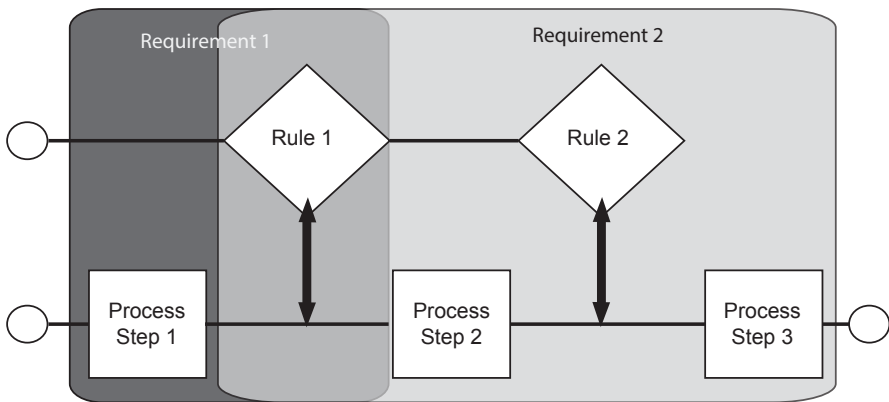 Requirement 1
Requirement 2
Rule 1
Rule 2
Process
Step 1
Process
Step 2
Process
Step 3